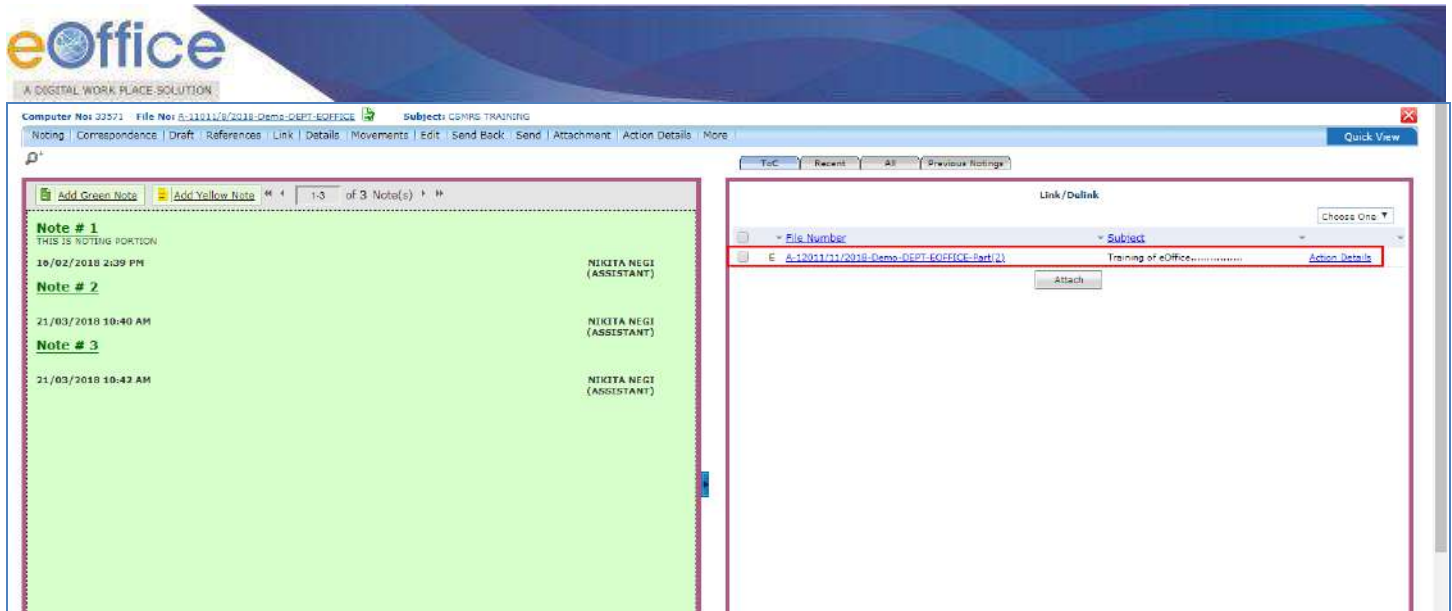 eOffice
A DIGITAL WORK PLACE SOLUTION
Computer No: 33571 File No: A-11011/8/2018-Demo-DEPT-EOFFICE Subject: CSMRS TRAINING
Noting | Correspondence | Draft | References | Link | Details | Movements | Edit | Send Back | Send | Attachment | Action Details | More
Quick View
ToC Recent All Previous Notings
Add Green Note Add Yellow Note 1-3 of 3 Note(s)
Link/Delink
Choose One
Note # 1
THIS IS NOTING PORTION
File Number Subject
16/02/2018 2:39 PM NIKITA NEGI
(ASSISTANT)
E A-12011/11/2018-Demo-DEPT-EOFFICE-Part(2) Training of eOffice................ Action Details
Attach
Note # 2
21/03/2018 10:40 AM NIKITA NEGI
(ASSISTANT)
Note # 3
21/03/2018 10:42 AM NIKITA NEGI
(ASSISTANT)